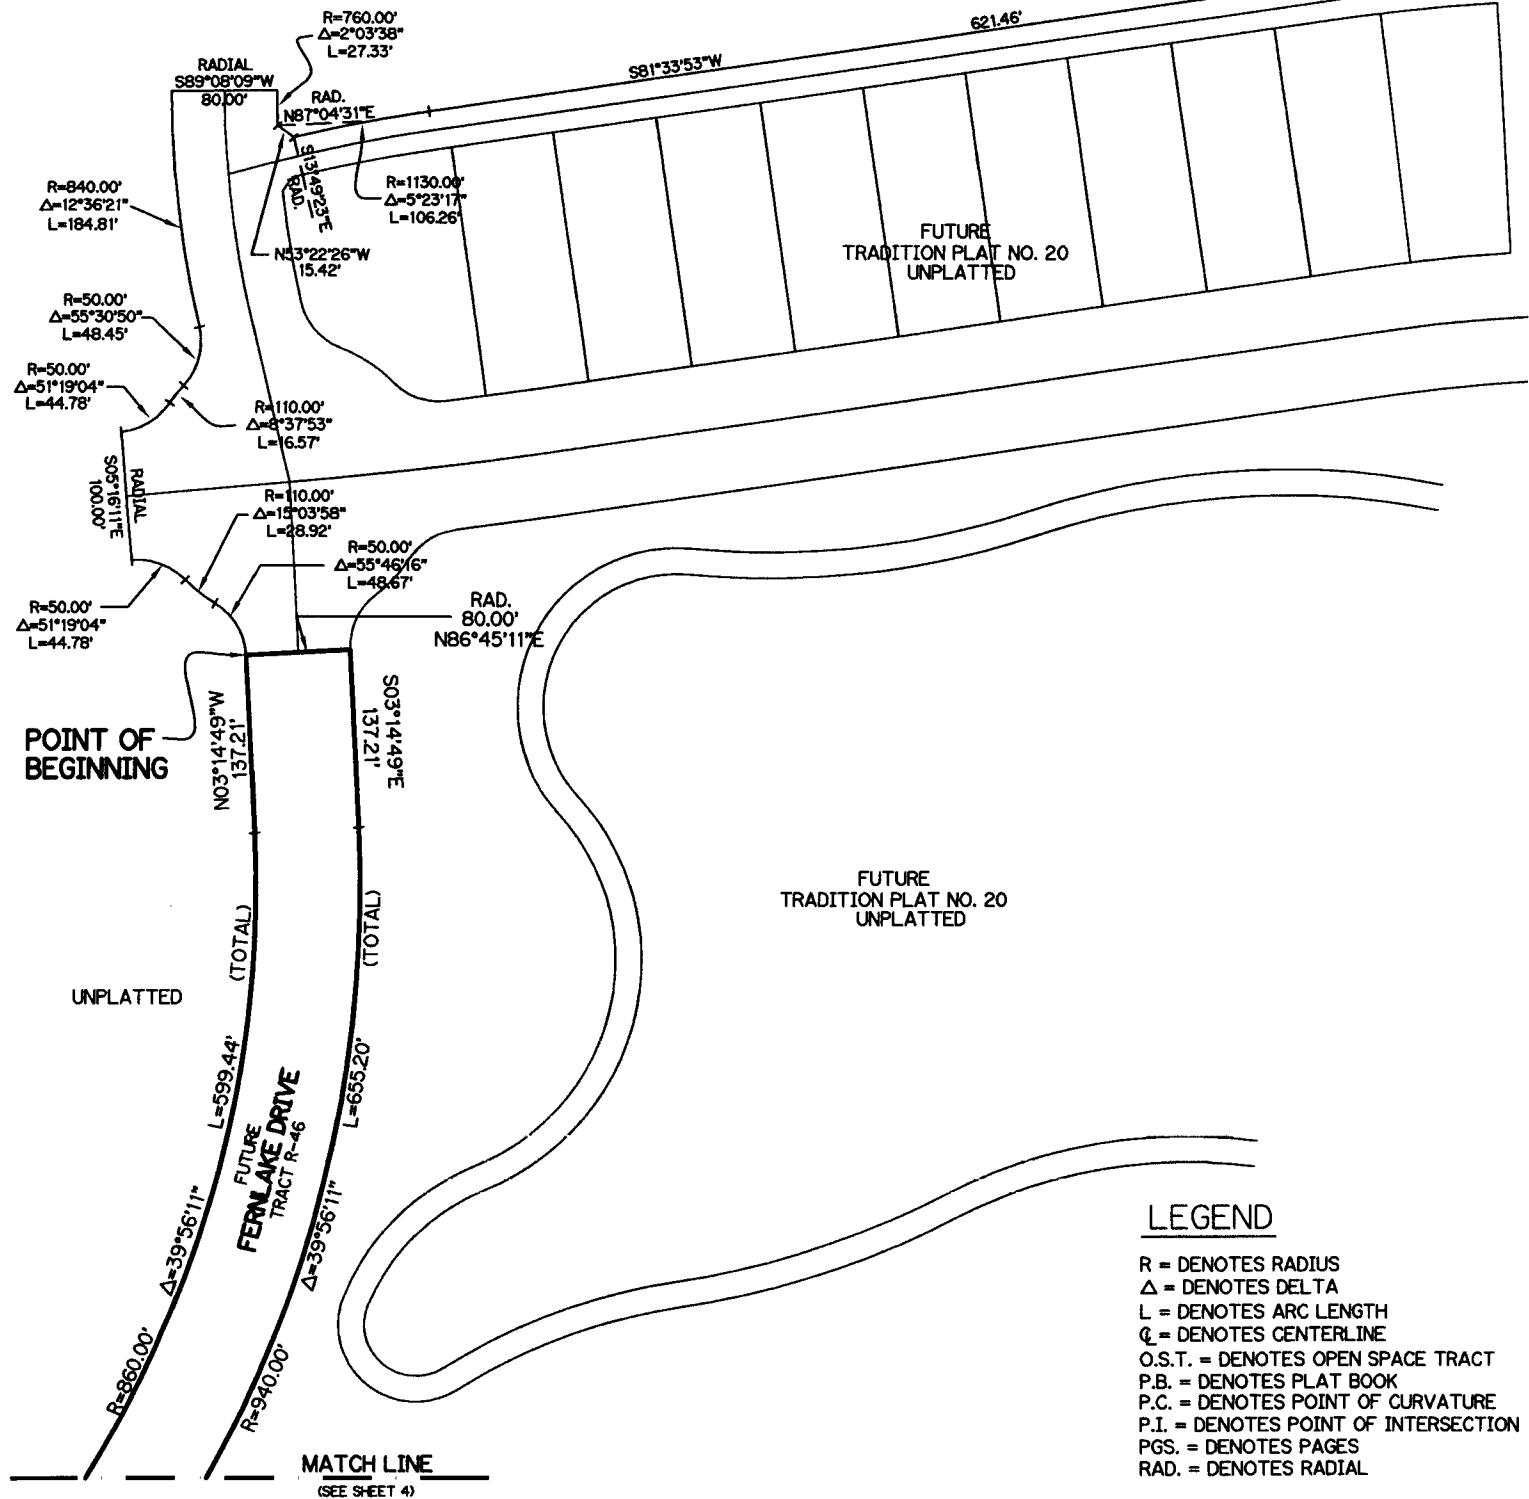 R=760.00'
Δ=2°03'38"
L=27.33'
621.46'
S81°33'53"W
RADIAL
S89°08'09"W
80.00'
RAD.
N87°04'31"E
S13°49'23"E
RAD.
R=1130.00'
Δ=5°23'17"
L=106.26'
R=840.00'
Δ=12°36'21"
L=184.81'
N53°22'26"W
15.42'
FUTURE
TRADITION PLAT NO. 20
UNPLATTED
R=50.00'
Δ=55°30'50"
L=48.45'
R=50.00'
Δ=51°19'04"
L=44.78'
R=110.00'
Δ=8°37'53"
L=16.57'
RADIAL
S05°16'11"E
100.00'
R=110.00'
Δ=15°03'58"
L=28.92'
R=50.00'
Δ=55°46'16"
L=48.67'
R=50.00'
Δ=51°19'04"
L=44.78'
RAD.
80.00'
N86°45'11"E
POINT OF
BEGINNING
N03°14'49"W
137.21'
S03°14'49"E
137.21'
FUTURE
TRADITION PLAT NO. 20
UNPLATTED
(TOTAL)
(TOTAL)
UNPLATTED
L=599.44'
L=655.20'
FUTURE
FERNLAKE DRIVE
TRACT R-46
Δ=39°56'11"
Δ=39°56'11"
R=860.00'
R=940.00'
MATCH LINE
(SEE SHEET 4)
LEGEND
R = DENOTES RADIUS
Δ = DENOTES DELTA
L = DENOTES ARC LENGTH
℄ = DENOTES CENTERLINE
O.S.T. = DENOTES OPEN SPACE TRACT
P.B. = DENOTES PLAT BOOK
P.C. = DENOTES POINT OF CURVATURE
P.I. = DENOTES POINT OF INTERSECTION
PGS. = DENOTES PAGES
RAD. = DENOTES RADIAL